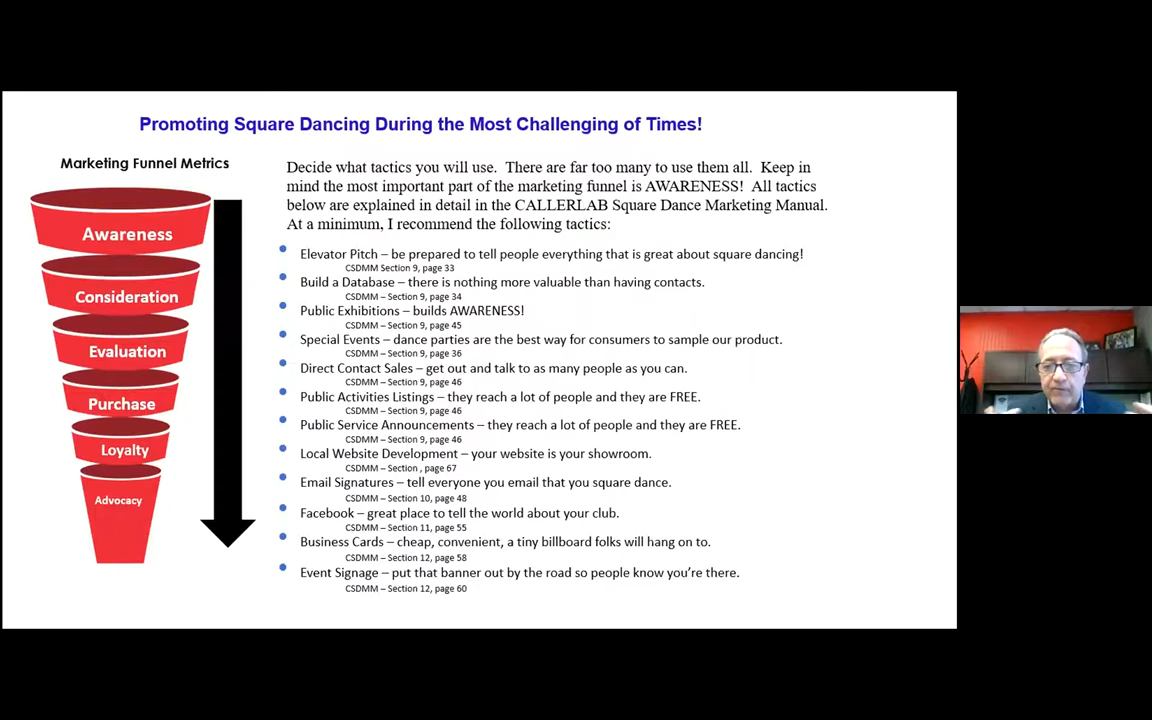 Promoting Square Dancing During the Most Challenging of Times!
Marketing Funnel Metrics
Awareness
Consideration
Evaluation
Purchase
Loyalty
Advocacy
Decide what tactics you will use. There are far too many to use them all. Keep in
mind the most important part of the marketing funnel is AWARENESS! All tactics
below are explained in detail in the CALLERLAB Square Dance Marketing Manual.
At a minimum, I recommend the following tactics:
• Elevator Pitch – be prepared to tell people everything that is great about square dancing!
CSDMM Section 9, page 33
• Build a Database – there is nothing more valuable than having contacts.
CSDMM – Section 9, page 34
• Public Exhibitions – builds AWARENESS!
CSDMM – Section 9, page 45
• Special Events – dance parties are the best way for consumers to sample our product.
CSDMM – Section 9, page 36
• Direct Contact Sales – get out and talk to as many people as you can.
CSDMM – Section 9, page 46
• Public Activities Listings – they reach a lot of people and they are FREE.
CSDMM – Section 9, page 46
• Public Service Announcements – they reach a lot of people and they are FREE.
CSDMM – Section 9, page 46
• Local Website Development – your website is your showroom.
CSDMM – Section , page 67
• Email Signatures – tell everyone you email that you square dance.
CSDMM – Section 10, page 48
• Facebook – great place to tell the world about your club.
CSDMM – Section 11, page 55
• Business Cards – cheap, convenient, a tiny billboard folks will hang on to.
CSDMM – Section 12, page 58
• Event Signage – put that banner out by the road so people know you're there.
CSDMM – Section 12, page 60